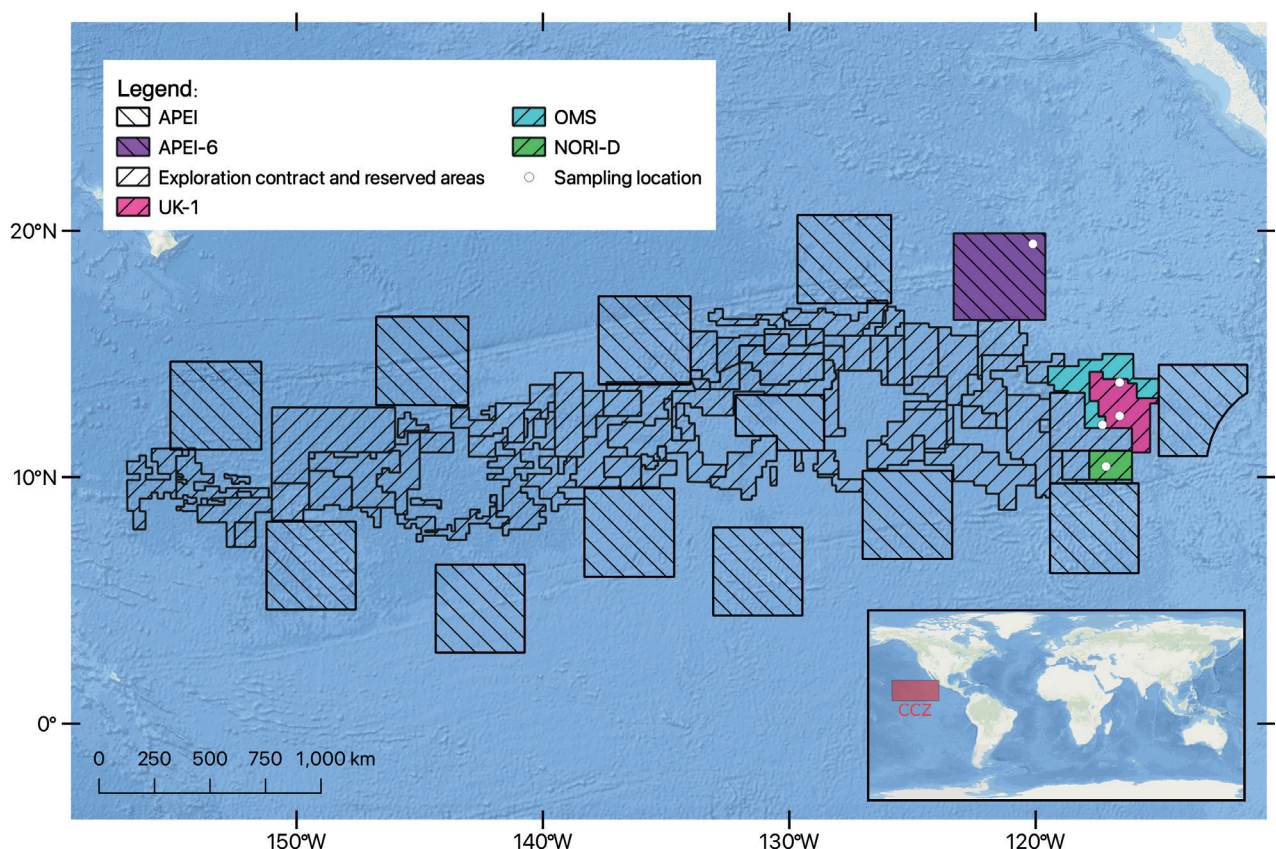 Legend:
APEI
APEI-6
Exploration contract and reserved areas
UK-1
OMS
NORI-D
Sampling location
20°N
10°N
0°
0 250 500 750 1,000 km
CCZ
150°W 140°W 130°W 120°W